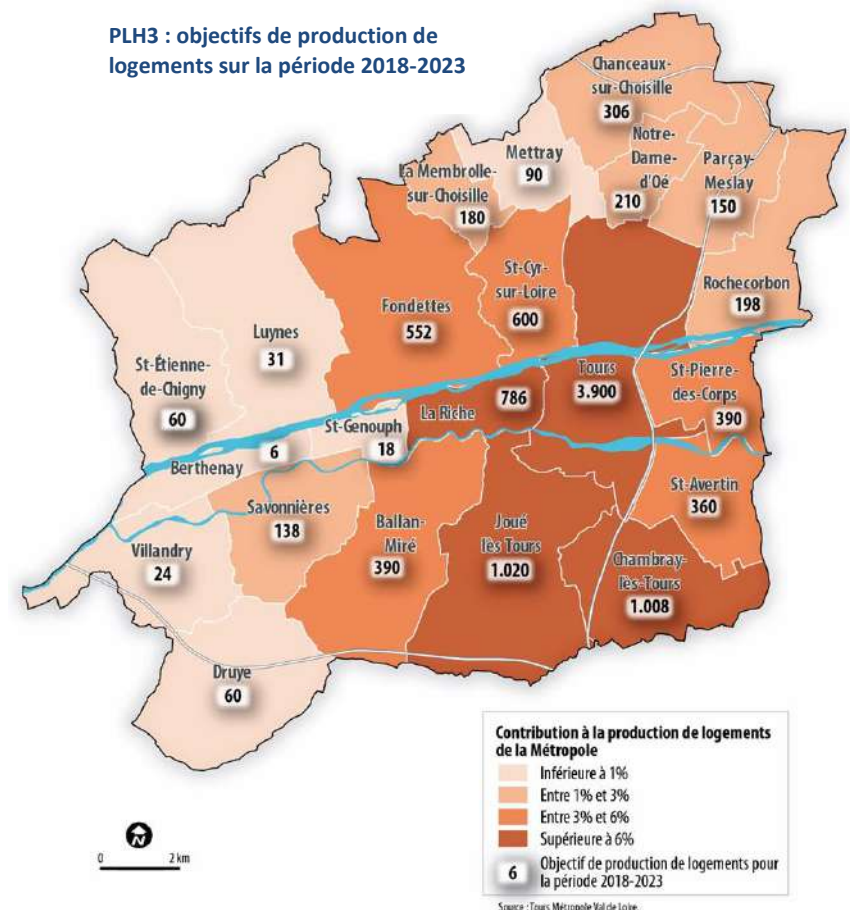 PLH3 : objectifs de production de
logements sur la période 2018-2023
Chanceaux-
sur-Choisille
306
Notre-
Dame-
d'Oé
210
Parçay-
Meslay
150
Mettray
90
La Membrolle-
sur-Choisille
180
St-Cyr-
sur-Loire
600
Fondettes
552
Rochecorbon
198
Luynes
31
St-Étienne-
de-Chigny
60
Tours
3.900
St-Pierre-
des-Corps
390
La Riche
786
St-Genouph
18
Berthenay
6
St-Avertin
360
Savonnières
138
Ballan-
Miré
390
Joué
lès Tours
1.020
Chambray-
lès-Tours
1.008
Villandry
24
Druye
60
Contribution à la production de logements
de la Métropole
Inférieure à 1%
Entre 1% et 3%
Entre 3% et 6%
Supérieure à 6%
6 Objectif de production de logements pour
la période 2018-2023
N
0 2 km
Source : Tours Métropole Val de Loire.